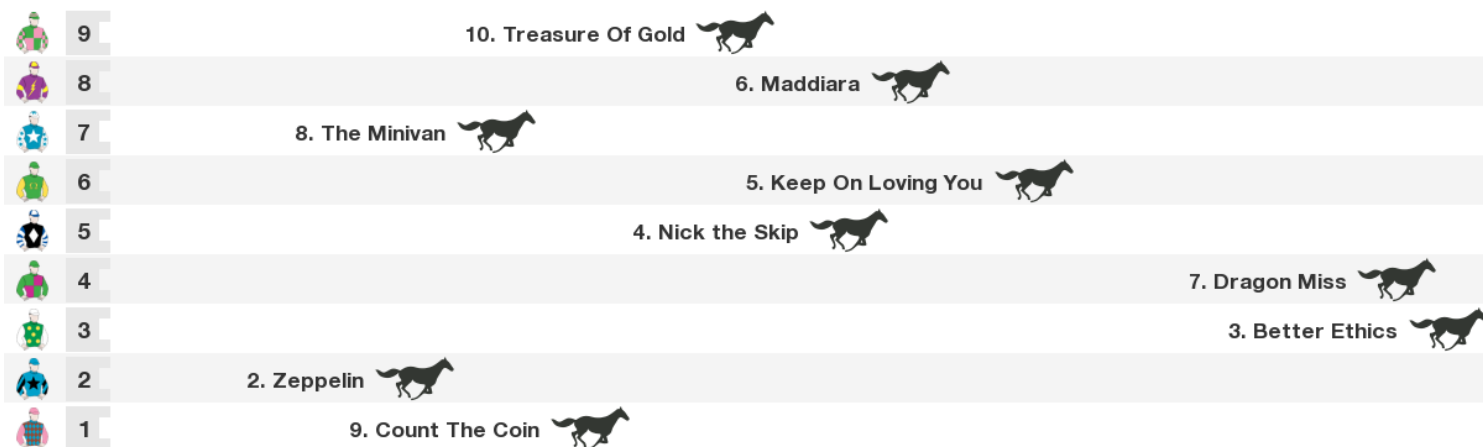 9 10. Treasure Of Gold
8 6. Maddiara
7 8. The Minivan
6 5. Keep On Loving You
5 4. Nick the Skip
4 7. Dragon Miss
3 3. Better Ethics
2 2. Zeppelin
1 9. Count The Coin